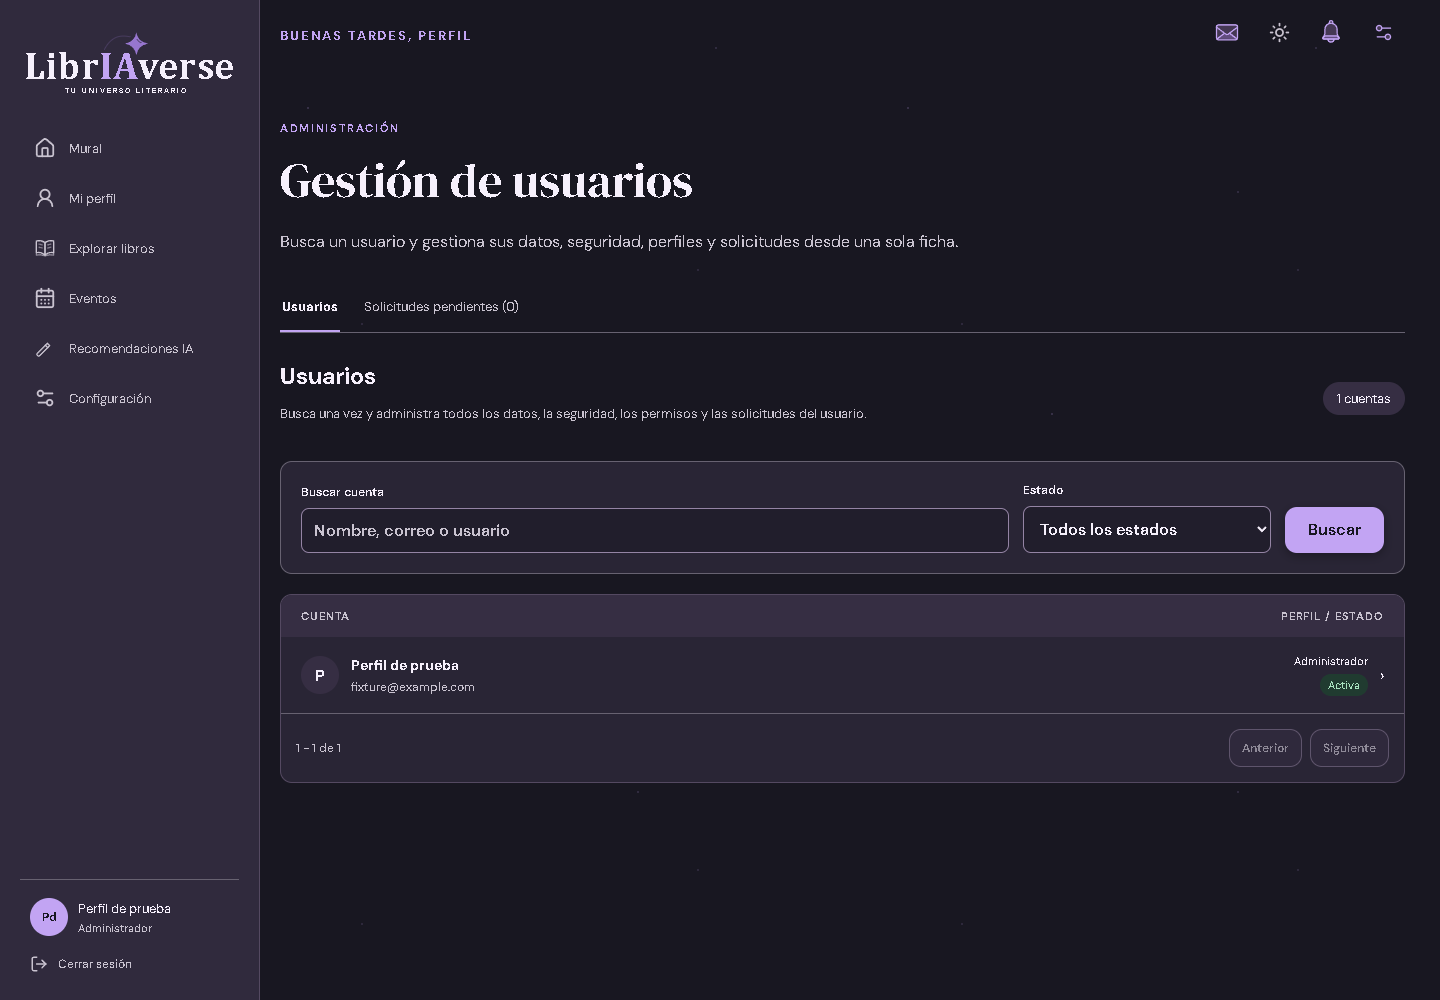 LibrIAverse
TU UNIVERSO LITERARIO
Mural
Mi perfil
Explorar libros
Eventos
Recomendaciones IA
Configuración
Perfil de prueba
Pd
Administrador
Cerrar sesión
BUENAS TARDES, PERFIL
ADMINISTRACIÓN
Gestión de usuarios
Busca un usuario y gestiona sus datos, seguridad, perfiles y solicitudes desde una sola ficha.
Usuarios
Solicitudes pendientes (0)
Usuarios
Busca una vez y administra todos los datos, la seguridad, los permisos y las solicitudes del usuario.
1 cuentas
Buscar cuenta
Nombre, correo o usuario
Estado
Todos los estados
Buscar
CUENTA
PERFIL / ESTADO
P
Perfil de prueba
fixture@example.com
Administrador
Activa
›
1–1 de 1
Anterior
Siguiente